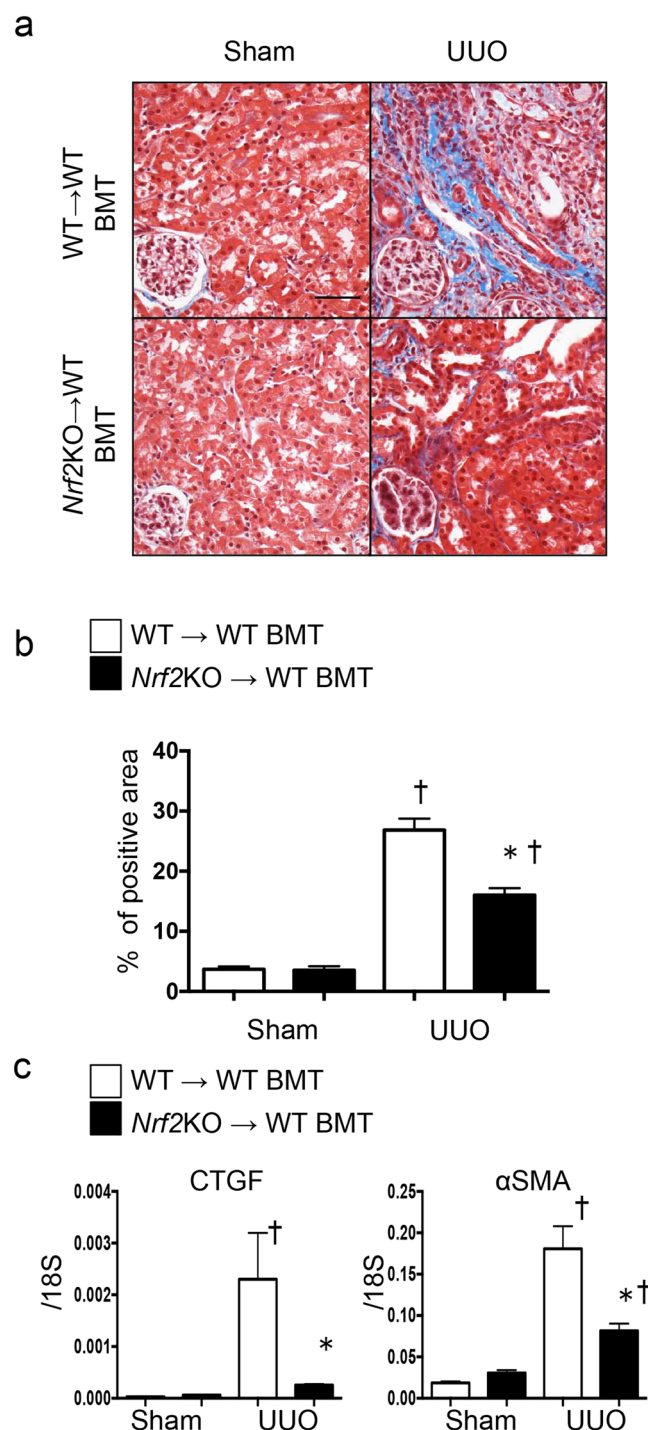 a
Sham UUO
WT→WT
BMT
Nrf2KO→WT
BMT
b
WT → WT BMT
Nrf2KO → WT BMT
% of positive area
40
30
20
10
0
†
* †
Sham UUO
c
WT → WT BMT
Nrf2KO → WT BMT
CTGF
/18S
0.004
0.003
0.002
0.001
0.000
†
*
Sham UUO
αSMA
/18S
0.25
0.20
0.15
0.10
0.05
0.00
†
*†
Sham UUO